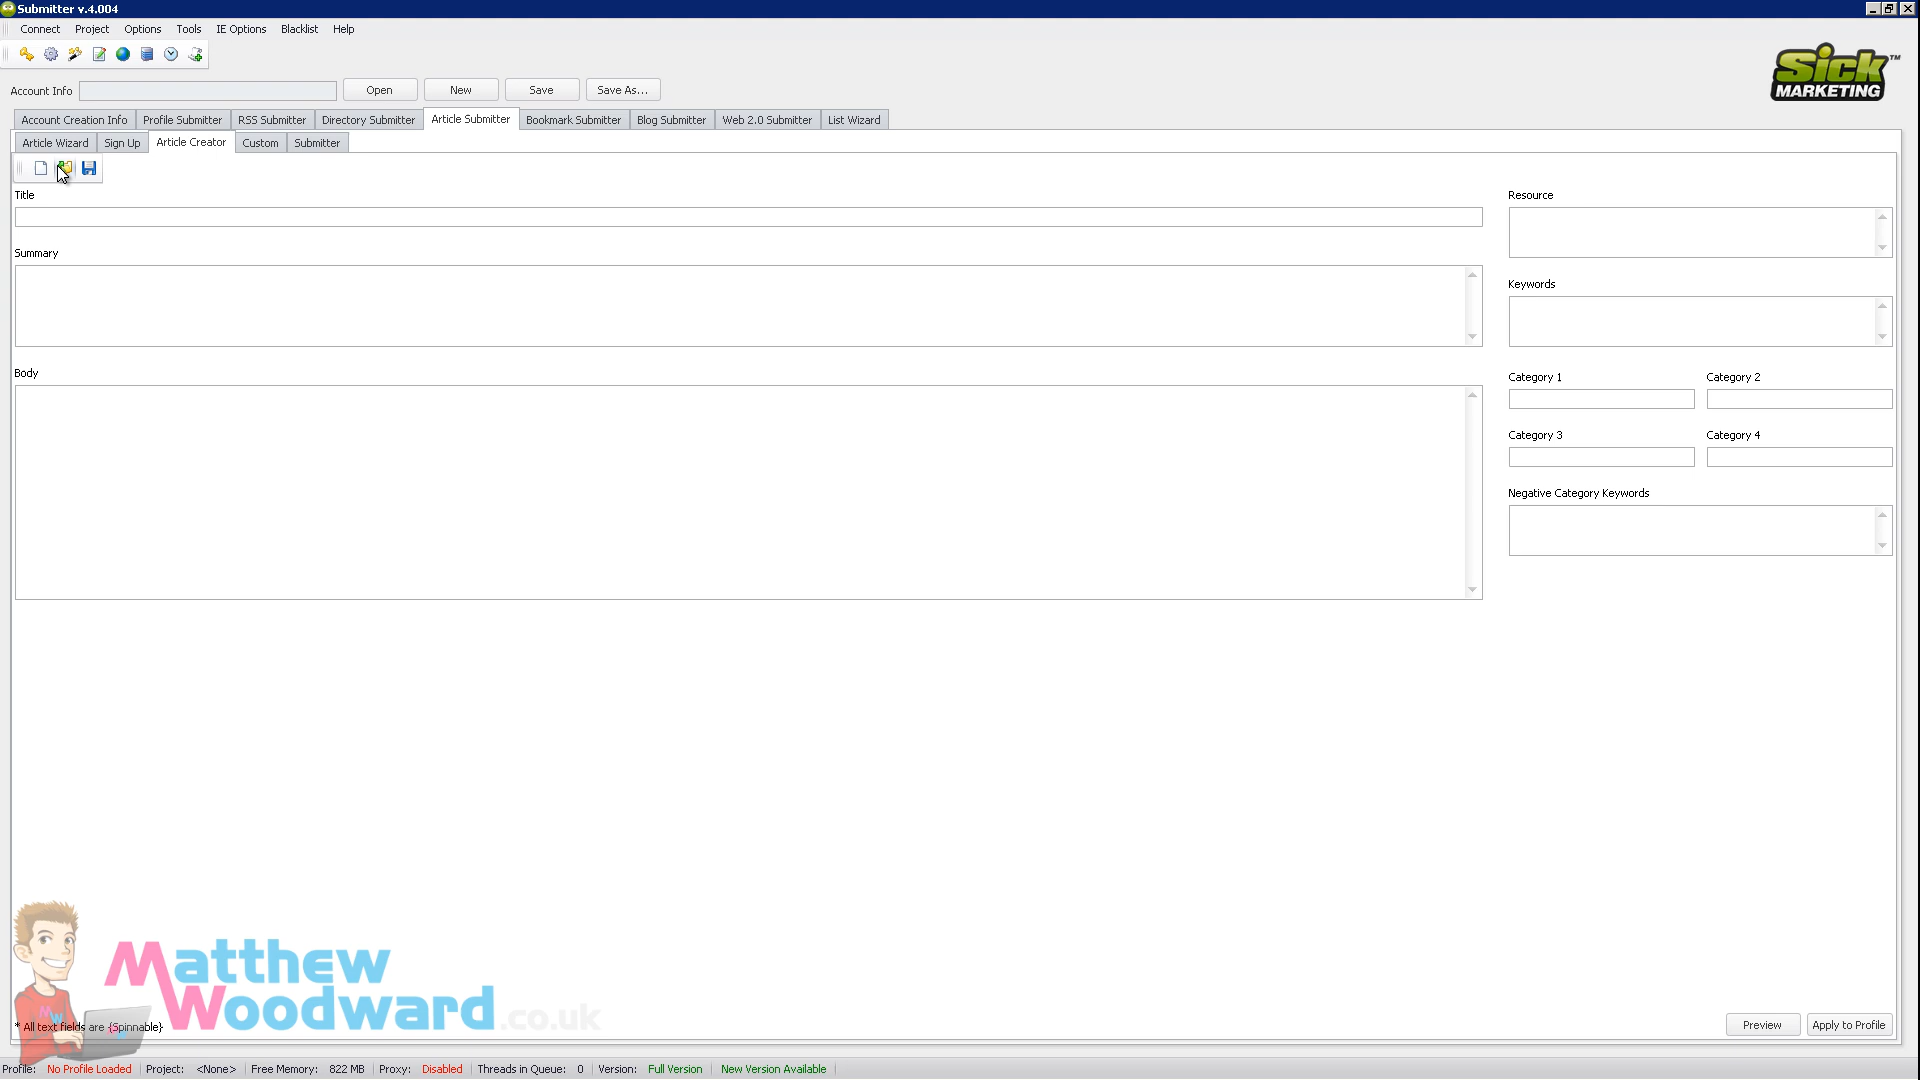 Submitter v.4.004
Connect Project Options Tools IE Options Blacklist Help
Sick™
MARKETING
Account Info Open New Save Save As...
Account Creation Info Profile Submitter RSS Submitter Directory Submitter Article Submitter Bookmark Submitter Blog Submitter Web 2.0 Submitter List Wizard
Article Wizard Sign Up Article Creator Custom Submitter
Title
Resource
Summary
Keywords
Body
Category 1 Category 2
Category 3 Category 4
Negative Category Keywords
Matthew
Woodward.co.uk
MW
* All text fields are {Spinnable}
Preview Apply to Profile
Profile: No Profile Loaded Project: <None> Free Memory: 822 MB Proxy: Disabled Threads in Queue: 0 Version: Full Version New Version Available